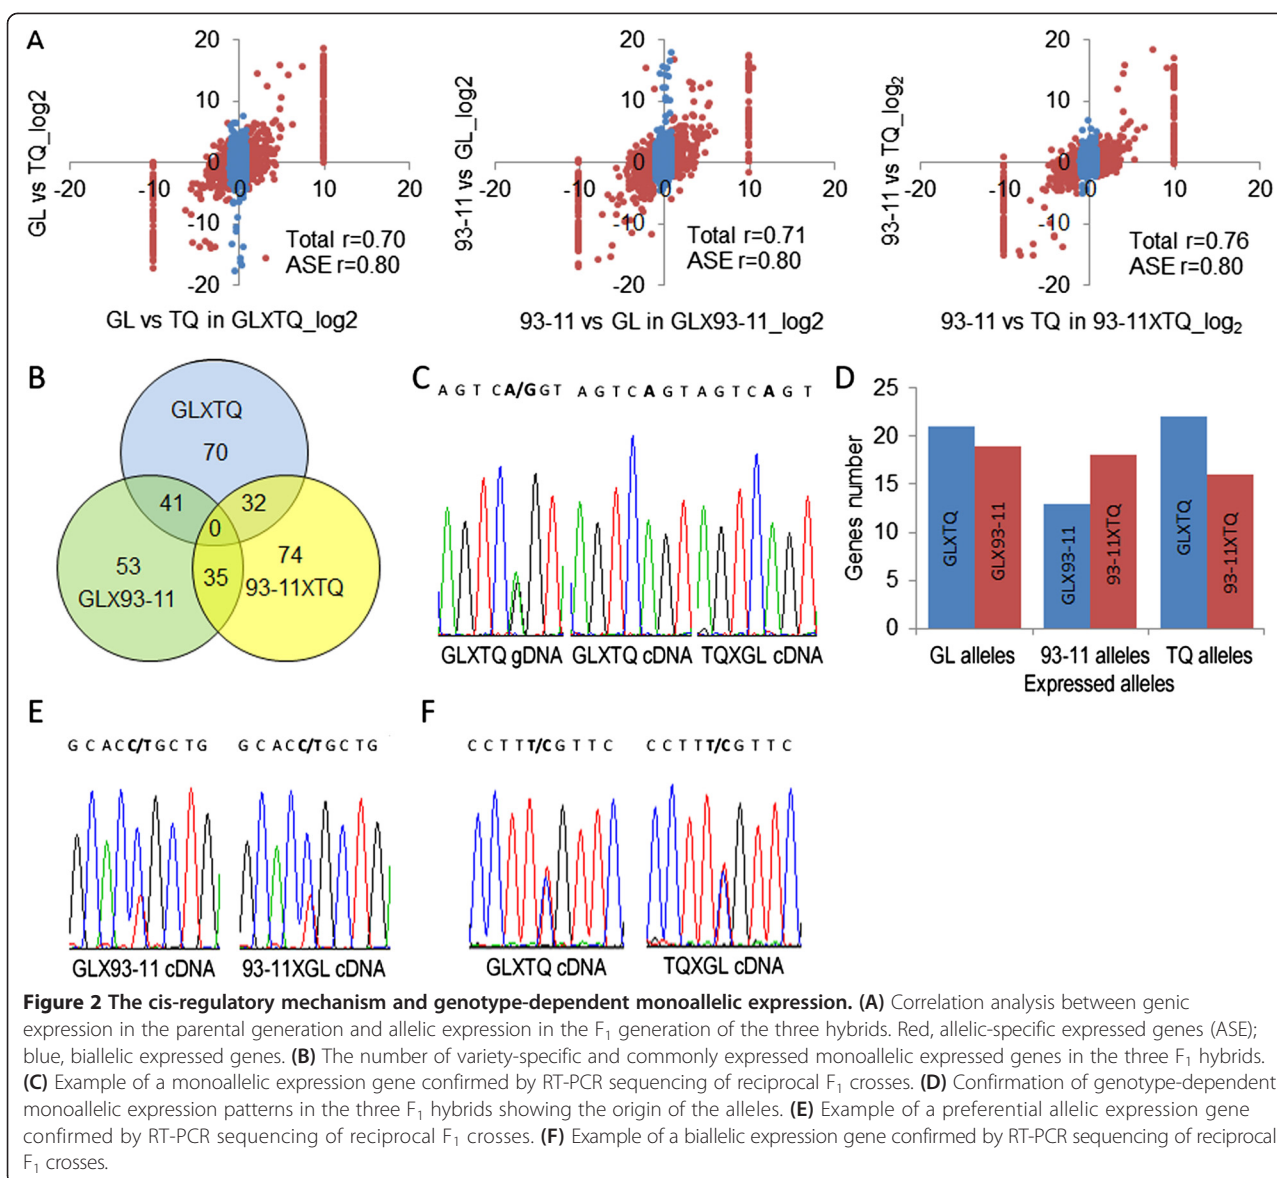 A
20
10
0
-20
-10
0
10
20
-10
-20
GL vs TQ_log2
Total r=0.70
ASE r=0.80
GL vs TQ in GLXTQ_log2
20
10
0
-20
-10
0
10
20
-10
-20
93-11 vs GL_log2
Total r=0.71
ASE r=0.80
93-11 vs GL in GLX93-11_log2
20
10
0
-20
-10
0
10
20
-10
-20
93-11 vs TQ_log2
Total r=0.76
ASE r=0.80
93-11 vs TQ in 93-11XTQ_log2
B
GLXTQ
70
41
32
0
53
74
GLX93-11
35
93-11XTQ
C
A G T C A/G G T
A G T C A G T
A G T C A G T
GLXTQ gDNA
GLXTQ cDNA
TQXGL cDNA
D
25
20
15
10
5
0
Genes number
GLXTQ
GLX93-11
GLX93-11
93-11XTQ
GLXTQ
93-11XTQ
GL alleles
93-11 alleles
TQ alleles
Expressed alleles
E
G C A C C/T G C T G
G C A C C/T G C T G
GLX93-11 cDNA
93-11XGL cDNA
F
C C T T T/C G T T C
C C T T T/C G T T C
GLXTQ cDNA
TQXGL cDNA
Figure 2 The cis-regulatory mechanism and genotype-dependent monoallelic expression. (A) Correlation analysis between genic
expression in the parental generation and allelic expression in the F1 generation of the three hybrids. Red, allelic-specific expressed genes (ASE);
blue, biallelic expressed genes. (B) The number of variety-specific and commonly expressed monoallelic expressed genes in the three F1 hybrids.
(C) Example of a monoallelic expression gene confirmed by RT-PCR sequencing of reciprocal F1 crosses. (D) Confirmation of genotype-dependent
monoallelic expression patterns in the three F1 hybrids showing the origin of the alleles. (E) Example of a preferential allelic expression gene
confirmed by RT-PCR sequencing of reciprocal F1 crosses. (F) Example of a biallelic expression gene confirmed by RT-PCR sequencing of reciprocal
F1 crosses.